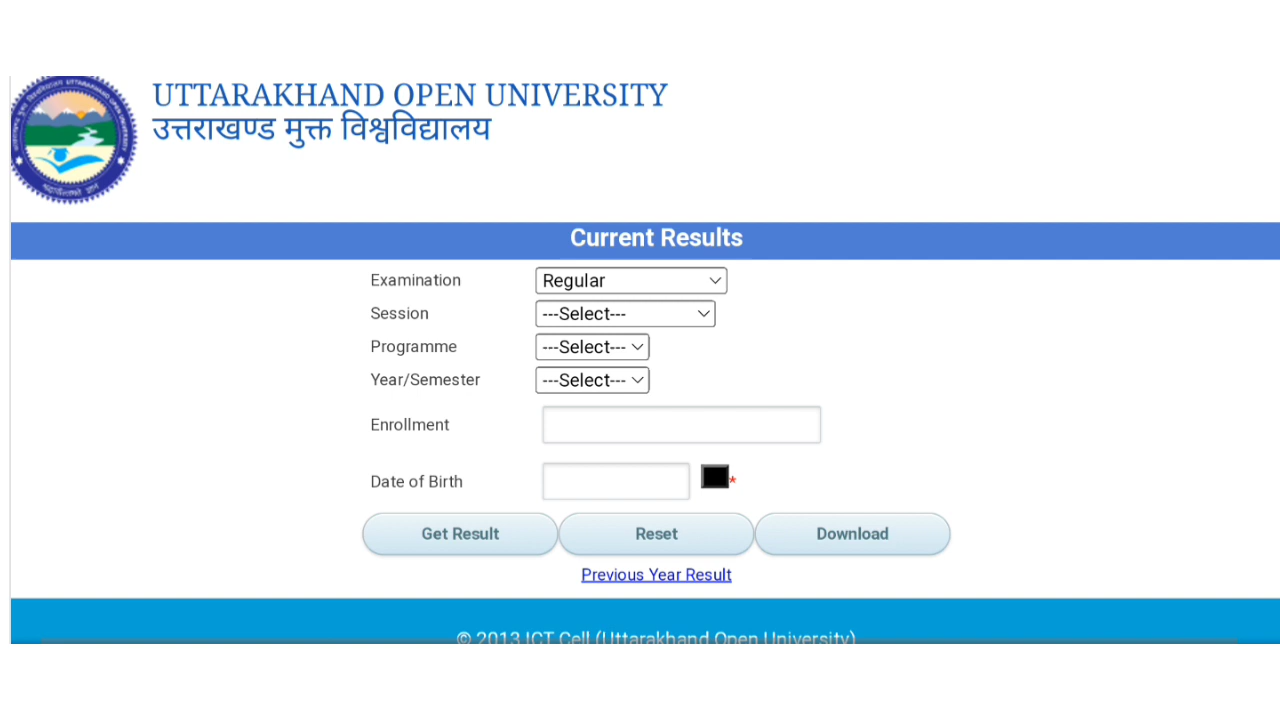 UTTARAKHAND OPEN UNIVERSITY
उत्तराखण्ड मुक्त विश्वविद्यालय
Current Results
Examination Regular
Session ---Select---
Programme ---Select---
Year/Semester ---Select---
Enrollment
Date of Birth *
Get Result Reset Download
Previous Year Result
© 2013 ICT Cell (Uttarakhand Open University)